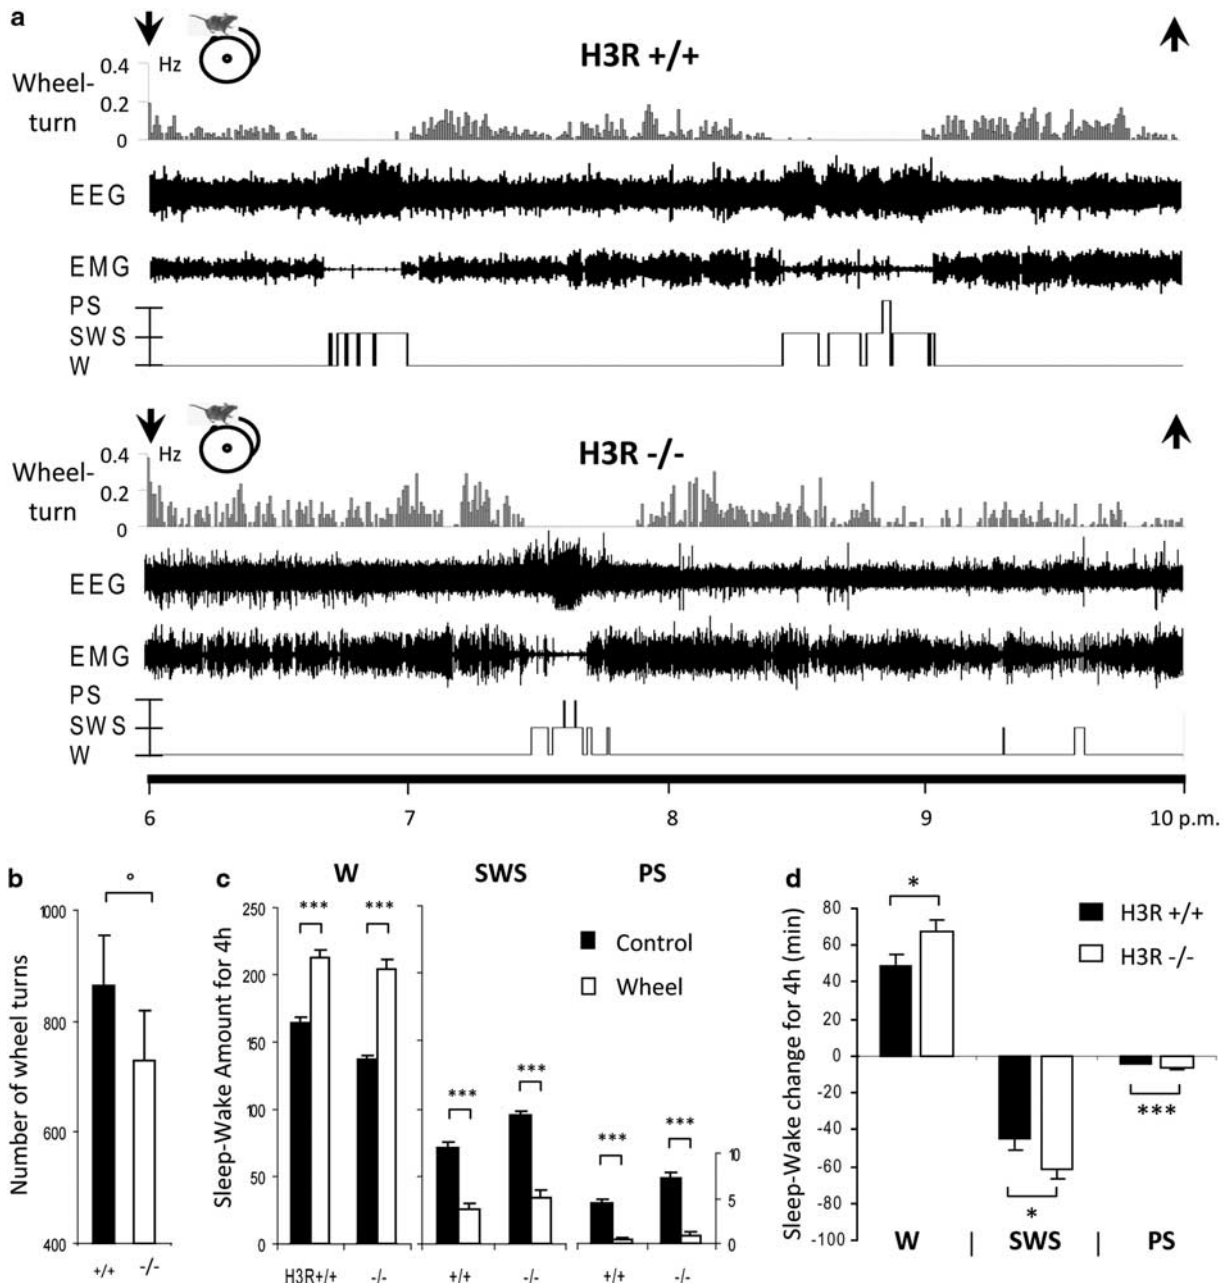 a
H3R +/+
0.4 Hz
Wheel-
0.2
turn
0
EEG
EMG
PS
SWS
W
H3R -/-
0.4 Hz
Wheel-
0.2
turn
0
EEG
EMG
PS
SWS
W
6 7 8 9 10 p.m.
b
°
1000
800
600
400
Number of wheel turns
+/+ -/-
c
W SWS PS
Sleep-Wake Amount for 4h
250
200
150
100
50
0
*** *** *** *** *** ***
Control
Wheel
10
5
0
H3R+/+ -/- +/+ -/- +/+ -/-
d
Sleep-Wake change for 4h (min)
80
60
40
20
0
-20
-40
-60
-80
-100
*
H3R +/+
H3R -/-
***
*
W | SWS | PS